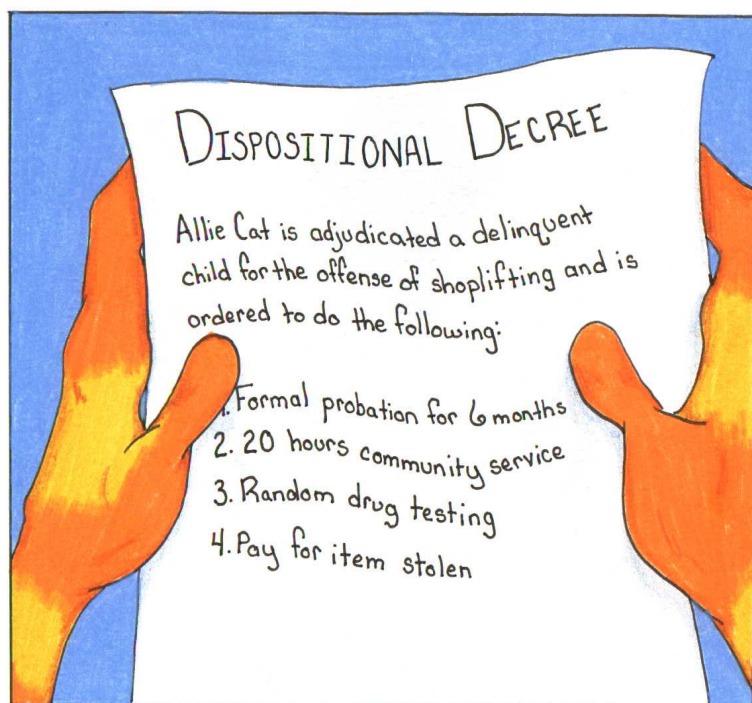 DISPOSITIONAL DECREE
Allie Cat is adjudicated a delinquent
child for the offense of shoplifting and is
ordered to do the following:
1. Formal probation for 6 months
2. 20 hours community service
3. Random drug testing
4. Pay for item stolen